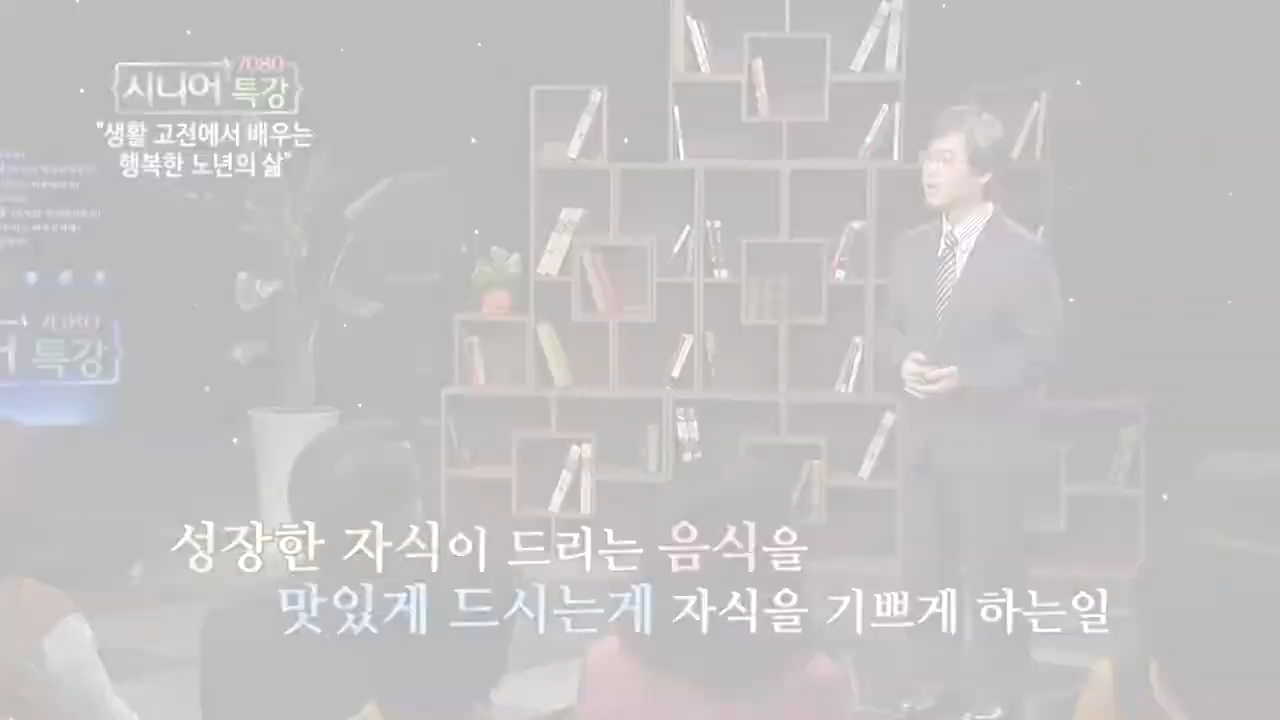 7080
시니어 특강
"생활 고전에서 배우는
행복한 노년의 삶"
7080
어 특강
성장한 자식이 드리는 음식을
맛있게 드시는게 자식을 기쁘게 하는일